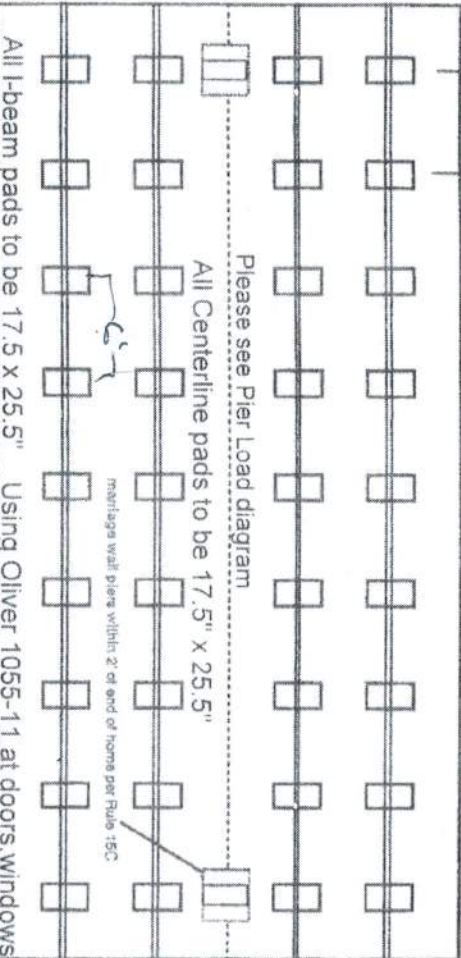 Please see Pier Load diagram
All Centerline pads to be 17.5" x 25.5"
6'
marriage wall piers within 2' of end of home per Rule 15C
All I-beam pads to be 17.5 x 25.5" Using Oliver 1055-11 at doors,windows